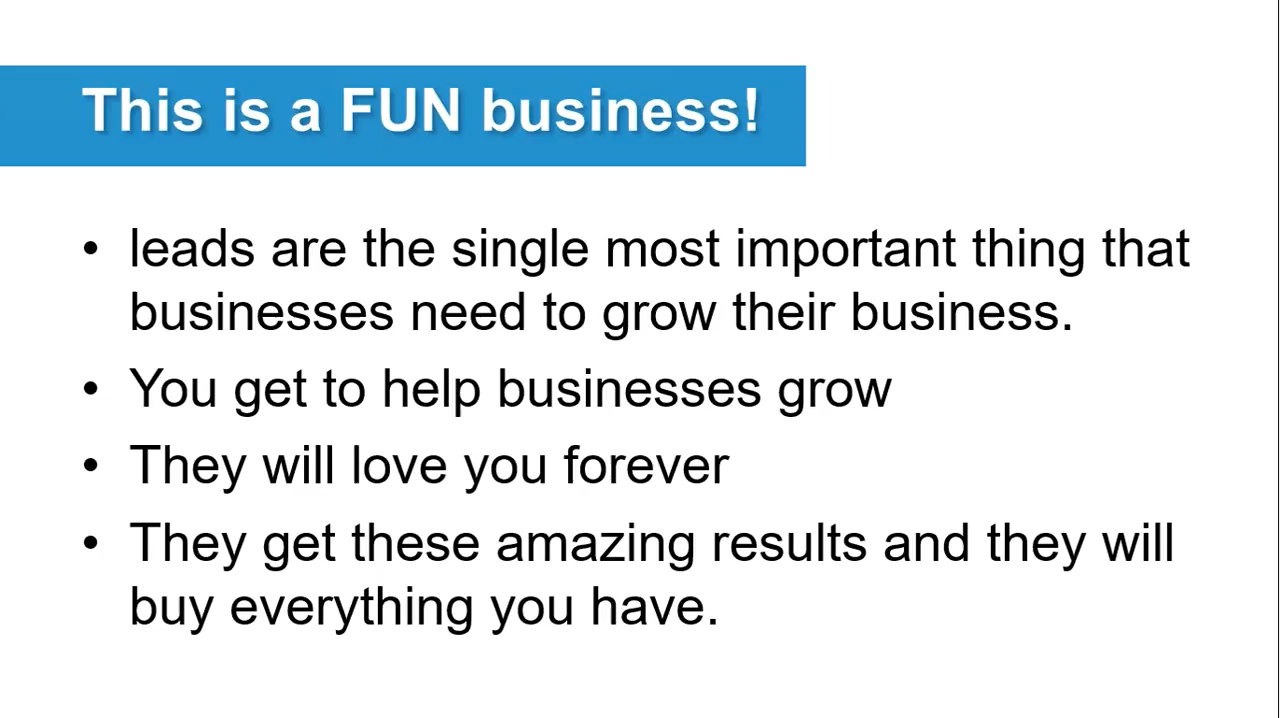 This is a FUN business!
• leads are the single most important thing that
businesses need to grow their business.
• You get to help businesses grow
• They will love you forever
• They get these amazing results and they will
buy everything you have.